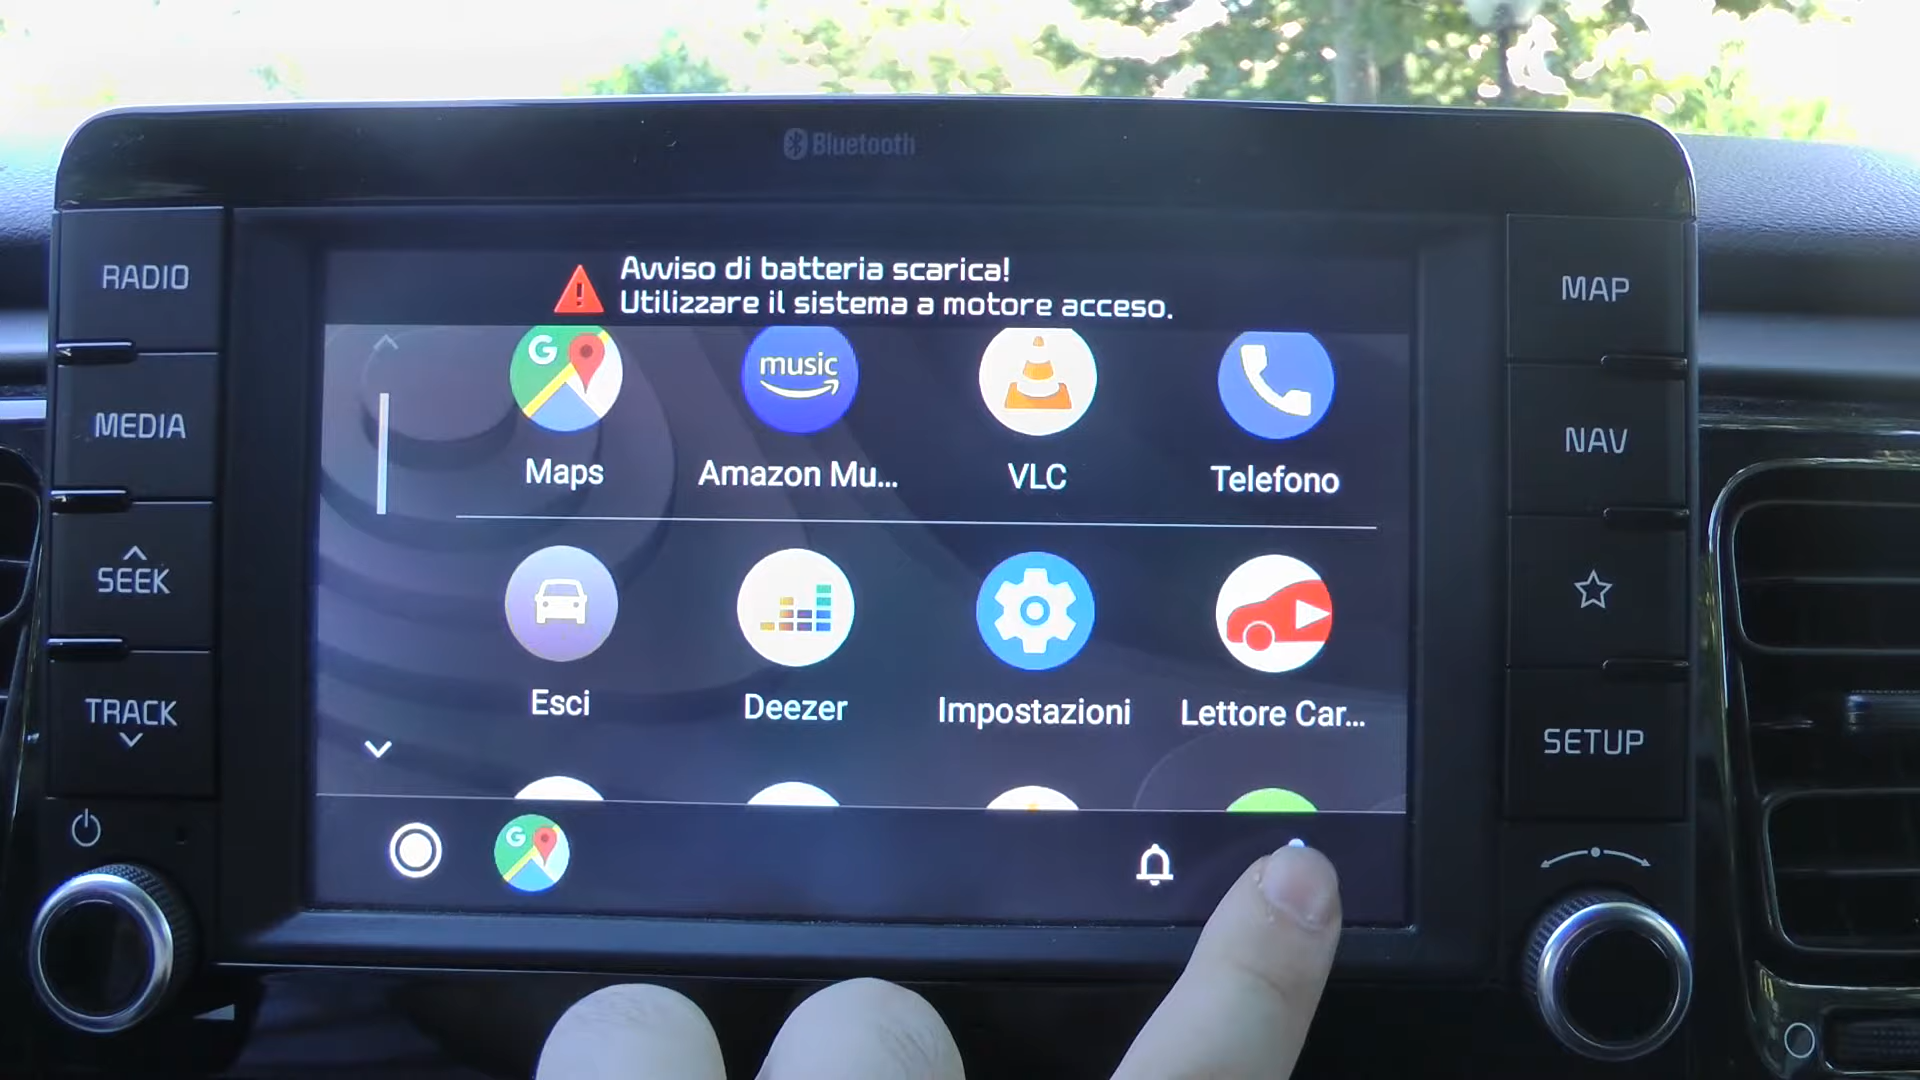 Bluetooth
RADIO
MEDIA
SEEK
TRACK
Avviso di batteria scarica!
Utilizzare il sistema a motore acceso.
G
music
Maps
Amazon Mu...
VLC
Telefono
Esci
Deezer
Impostazioni
Lettore Car...
G
MAP
NAV
SETUP